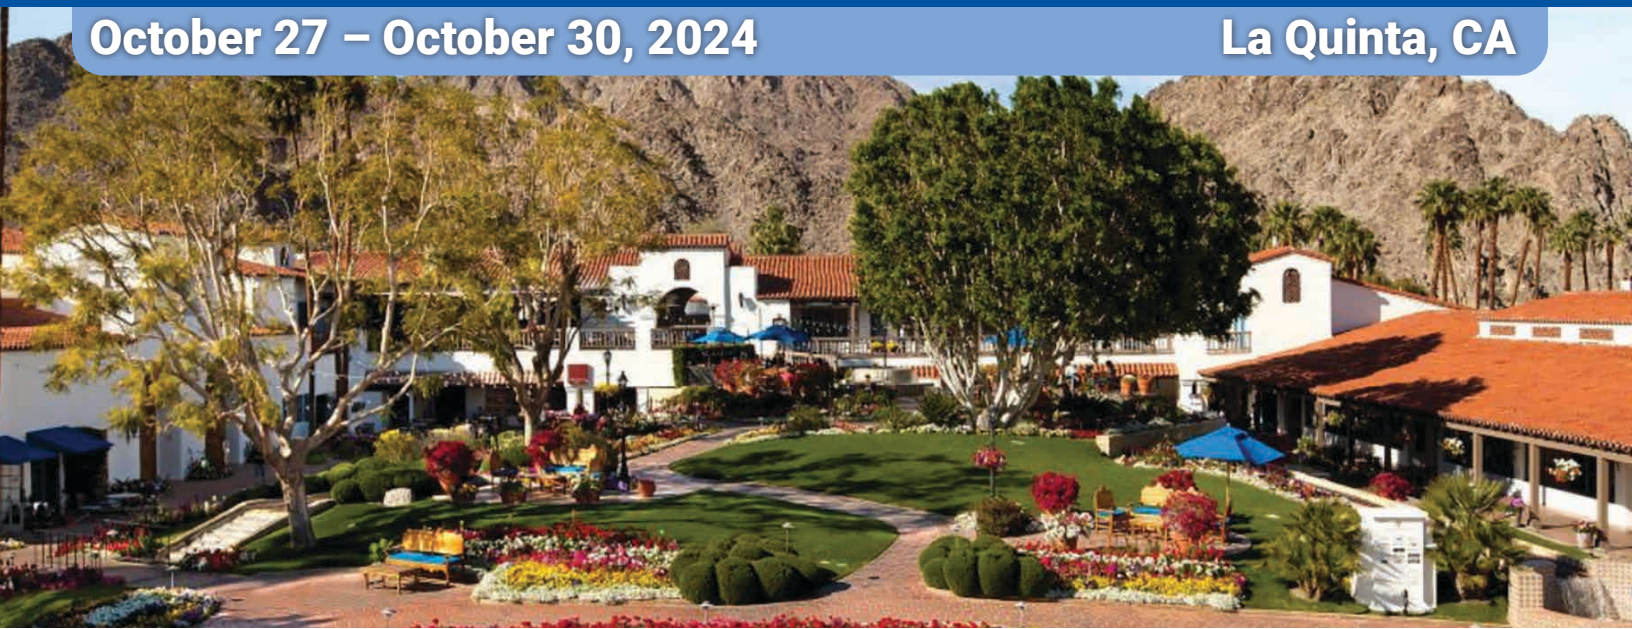 October 27 – October 30, 2024
La Quinta, CA